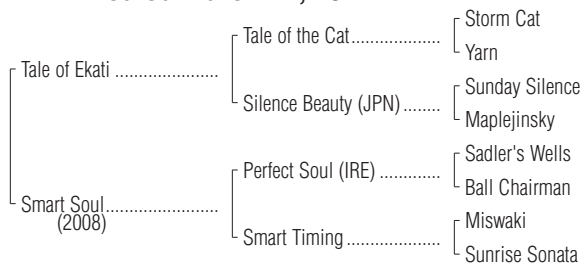 Storm Cat
Tale of the Cat....................
Yarn
Tale of Ekati .......................
Sunday Silence
Silence Beauty (JPN) ........
Maplejinsky
Sadler's Wells
Perfect Soul (IRE) .............
Ball Chairman
Smart Soul.........................
(2008)
Miswaki
Smart Timing.....................
Sunrise Sonata